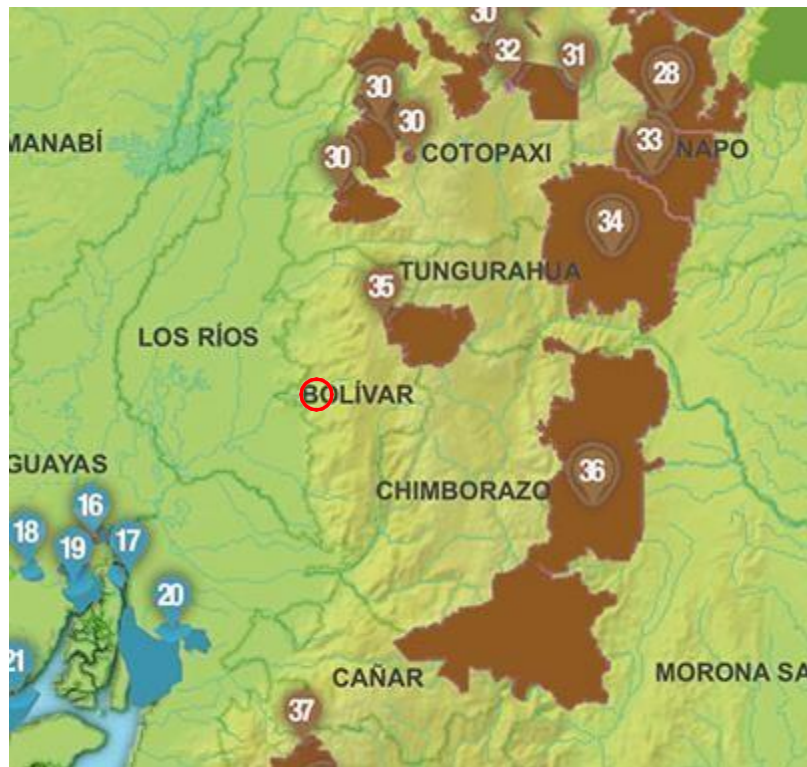 30
32
31
28
30
30
33
MANABÍ
30
COTOPAXI
NAPO
34
TUNGURAHUA
35
LOS RÍOS
BOLÍVAR
GUAYAS
36
CHIMBORAZO
16
18
19
17
20
21
CAÑAR
MORONA SA
37